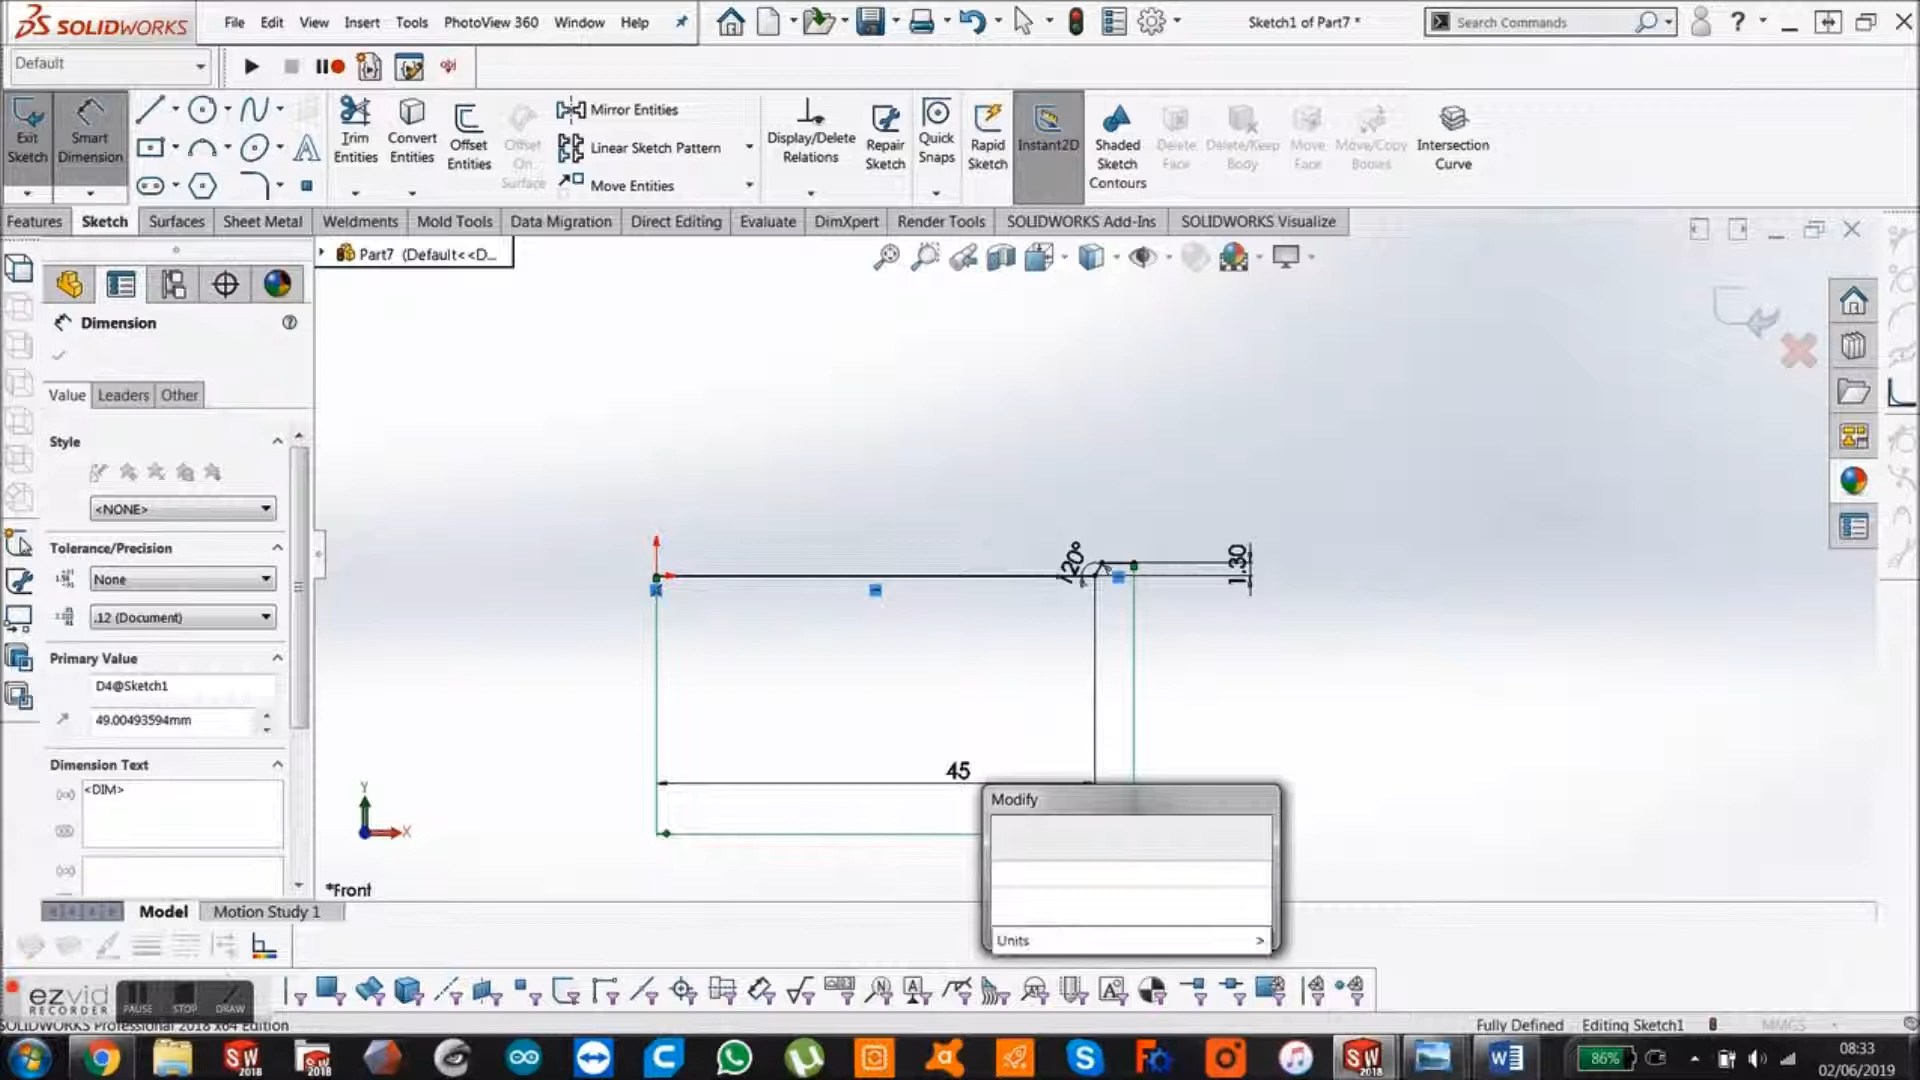 SOLIDWORKS
File Edit View Insert Tools PhotoView 360 Window Help
Sketch1 of Part7 *
Search Commands
?
Default
Exit Sketch
Smart Dimension
Trim Entities
Convert Entities
Offset Entities
Offset On Surface
Mirror Entities
Linear Sketch Pattern
Move Entities
Display/Delete Relations
Repair Sketch
Quick Snaps
Rapid Sketch
Instant2D
Shaded Sketch Contours
Delete Face
Delete/Keep Body
Move Face
Move/Copy Bodies
Intersection Curve
Features Sketch Surfaces Sheet Metal Weldments Mold Tools Data Migration Direct Editing Evaluate DimXpert Render Tools SOLIDWORKS Add-Ins SOLIDWORKS Visualize
Part7 (Default<<D...
Dimension
Value Leaders Other
Style
<NONE>
Tolerance/Precision
None
.12 (Document)
Primary Value
D4@Sketch1
49.00493594mm
Dimension Text
<DIM>
120°
1.30
45
Y
X
*Front
Modify
Units >
Model Motion Study 1
ezvid
RECORDER
PAUSE STOP DRAW
SOLIDWORKS Professional 2018 x64 Edition
Fully Defined Editing Sketch1
MMGS
SW 2018
2018
86%
SW 2018
08:33
02/06/2019